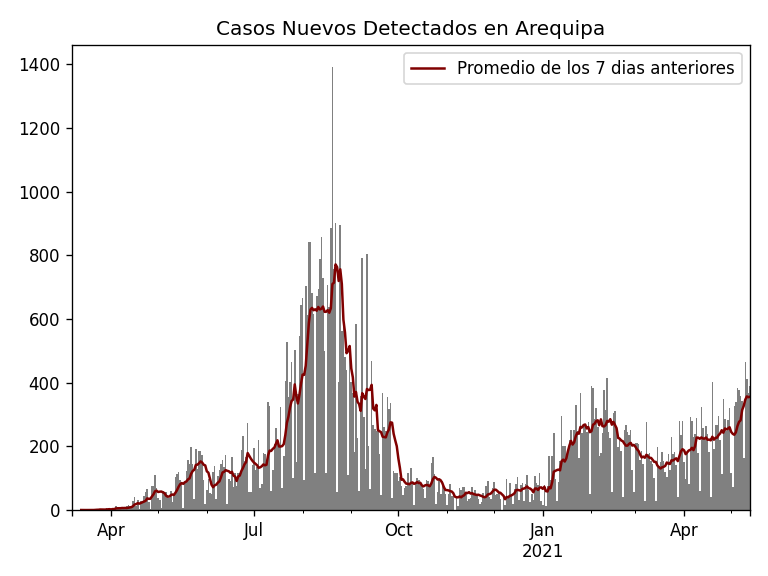 Casos Nuevos Detectados en Arequipa
Promedio de los 7 dias anteriores
1400
1200
1000
800
600
400
200
0
Apr
Jul
Oct
Jan
2021
Apr